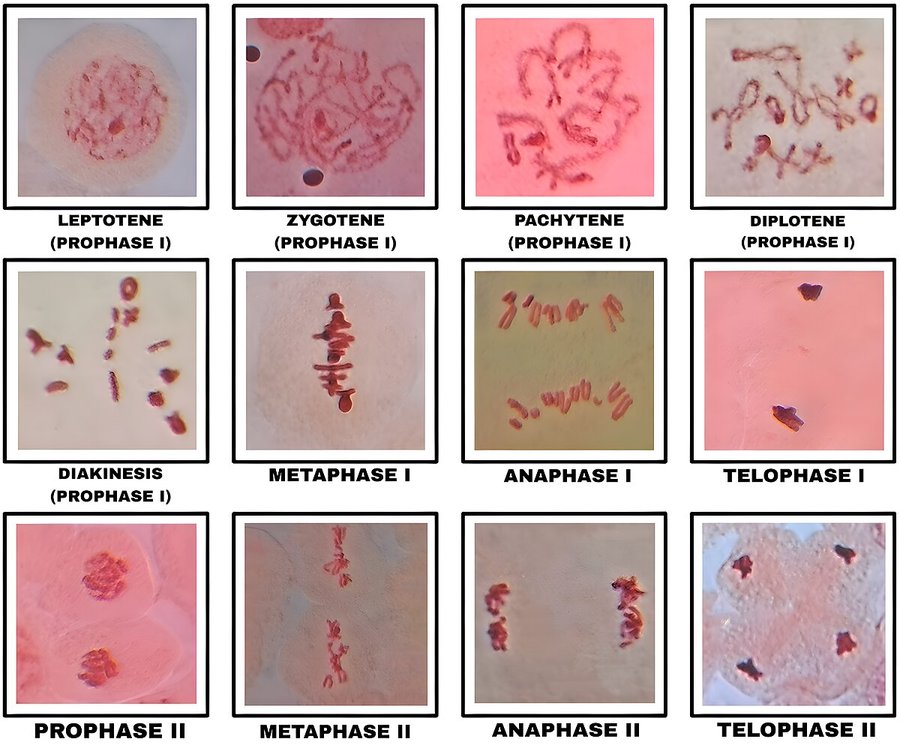 LEPTOTENE
(PROPHASE I)
ZYGOTENE
(PROPHASE I)
PACHYTENE
(PROPHASE I)
DIPLOTENE
(PROPHASE I)
DIAKINESIS
(PROPHASE I)
METAPHASE I
ANAPHASE I
TELOPHASE I
PROPHASE II
METAPHASE II
ANAPHASE II
TELOPHASE II